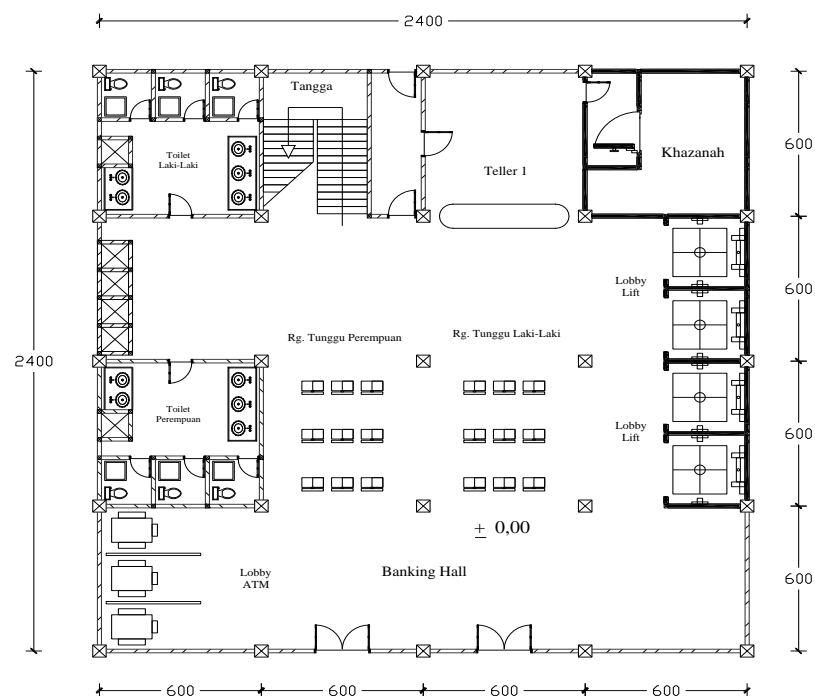 2400
Tangga
Toilet
Laki-Laki
Teller 1
Khazanah
600
Lobby
Lift
600
Rg. Tunggu Perempuan
Rg. Tunggu Laki-Laki
2400
Toilet
Perempuan
Lobby
Lift
600
± 0,00
Lobby
ATM
Banking Hall
600
600
600
600
600